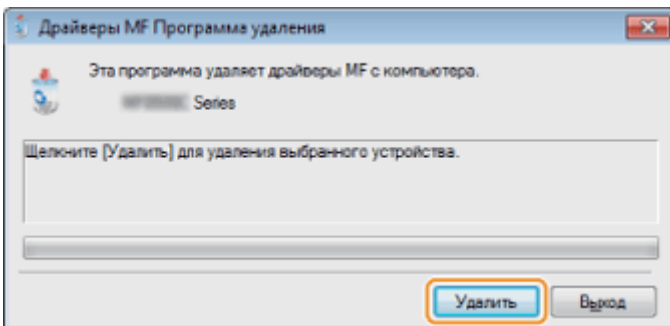 Драйверы MF Программа удаления
Эта программа удаляет драйверы MF с компьютера.
Series
Щелкните [Удалить] для удаления выбранного устройства.
Удалить
Выход